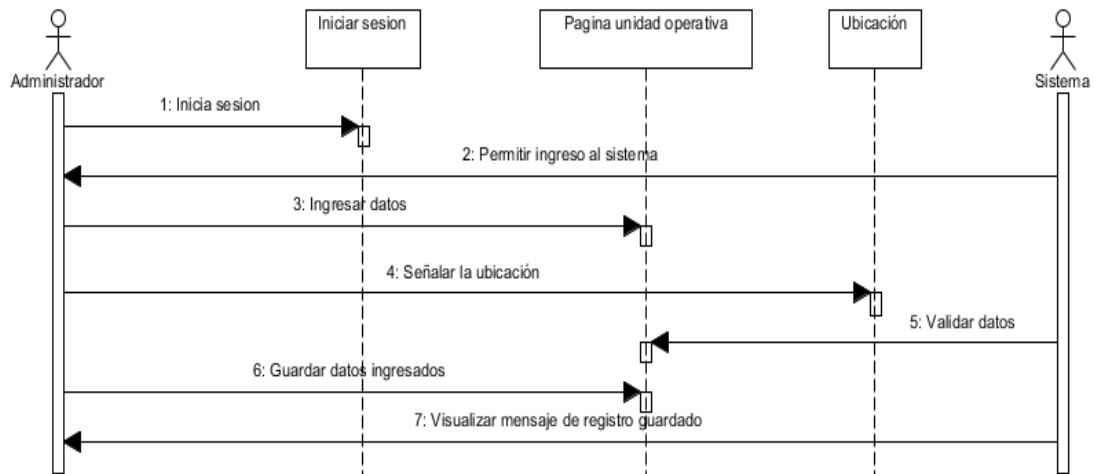 Iniciar sesion
Pagina unidad operativa
Ubicación
Administrador
Sistema
1: Inicia sesion
2: Permitir ingreso al sistema
3: Ingresar datos
4: Señalar la ubicación
5: Validar datos
6: Guardar datos ingresados
7: Visualizar mensaje de registro guardado